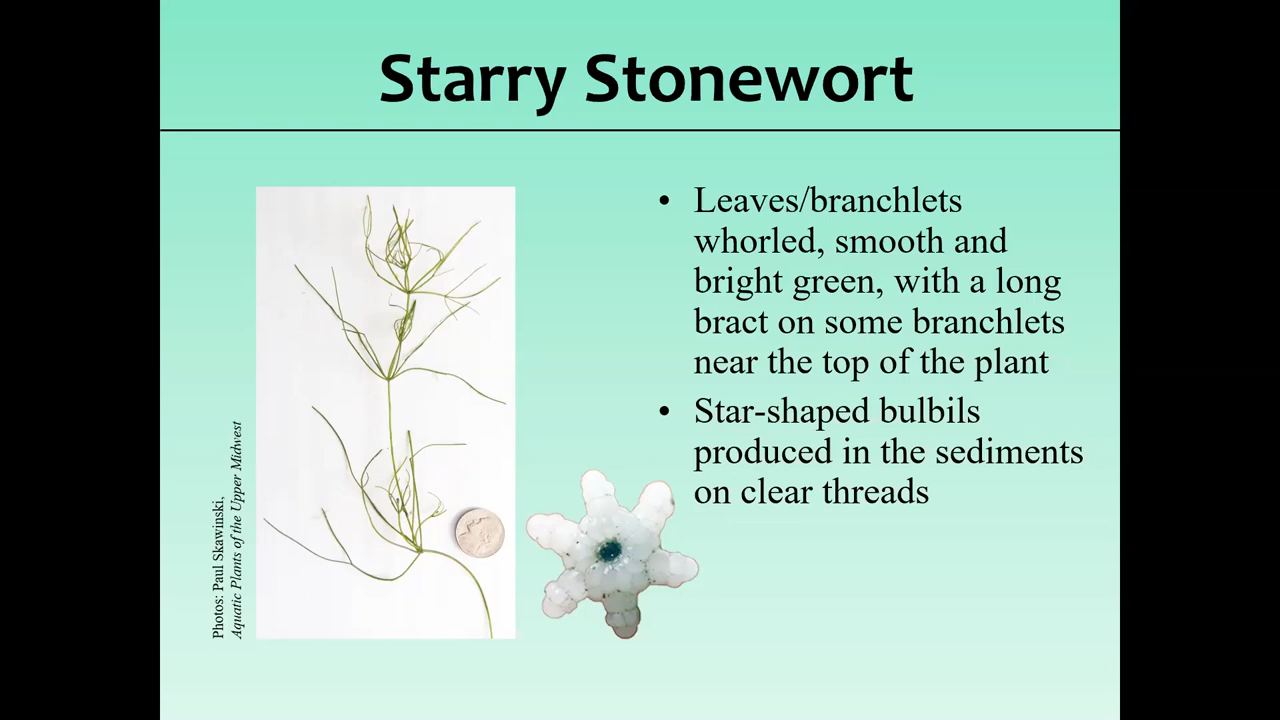 Starry Stonewort
• Leaves/branchlets
whorled, smooth and
bright green, with a long
bract on some branchlets
near the top of the plant
• Star-shaped bulbils
produced in the sediments
on clear threads
Photos: Paul Skawinski,
Aquatic Plants of the Upper Midwest